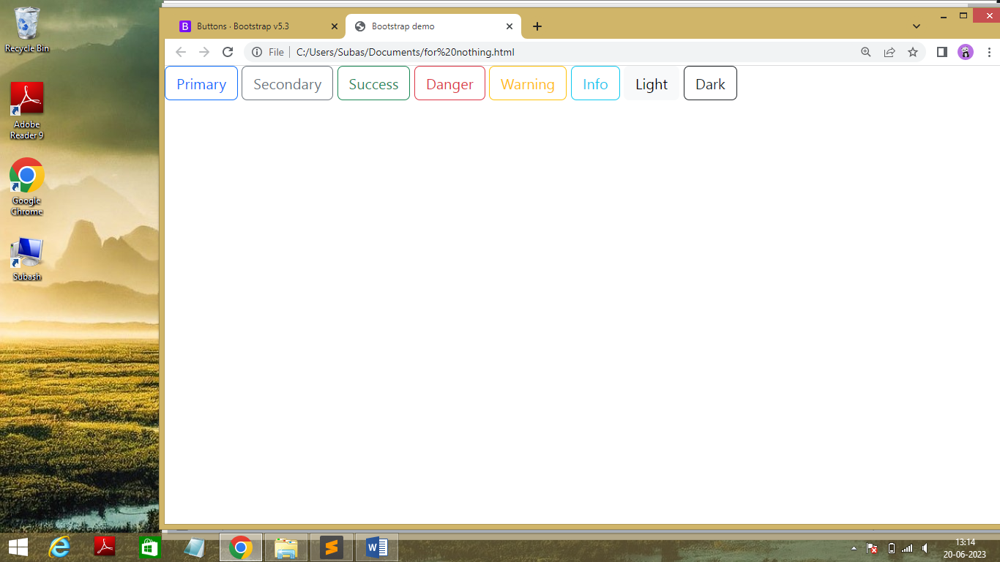 Recycle Bin
Adobe
Reader 9
Google
Chrome
Subash
B Buttons · Bootstrap v5.3
Bootstrap demo
File C:/Users/Subas/Documents/for%20nothing.html
Primary Secondary Success Danger Warning Info Light Dark
13:14
20-06-2023